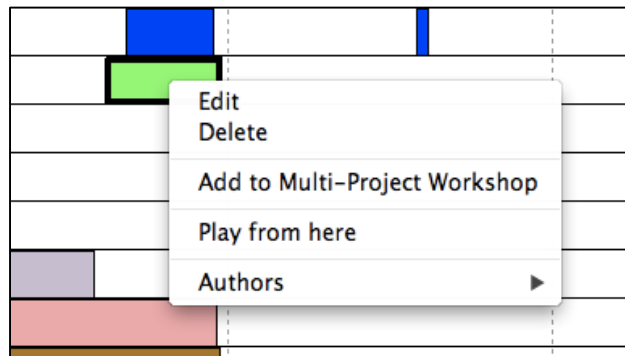 Edit
Delete
Add to Multi-Project Workshop
Play from here
Authors